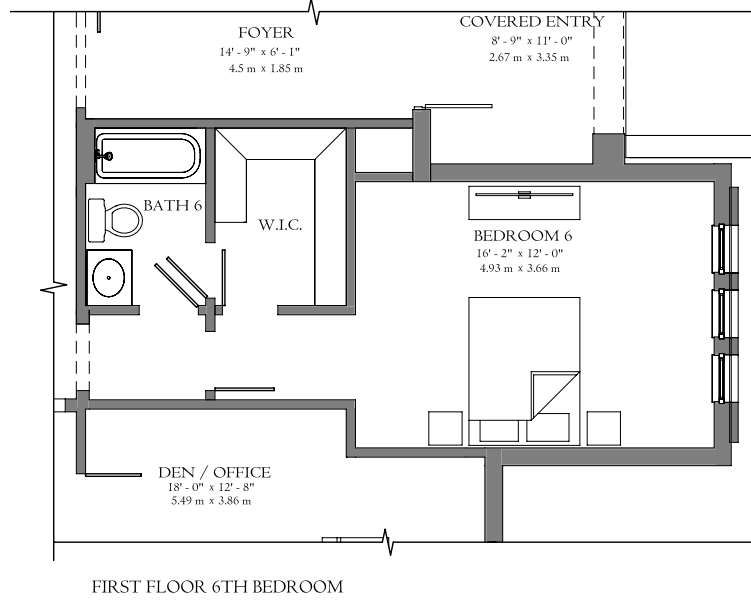 FOYER
14' - 9" x 6' - 1"
4.5 m x 1.85 m
COVERED ENTRY
8' - 9" x 11' - 0"
2.67 m x 3.35 m
BATH 6
W.I.C.
BEDROOM 6
16' - 2" x 12' - 0"
4.93 m x 3.66 m
DEN / OFFICE
18' - 0" x 12' - 8"
5.49 m x 3.86 m
FIRST FLOOR 6TH BEDROOM